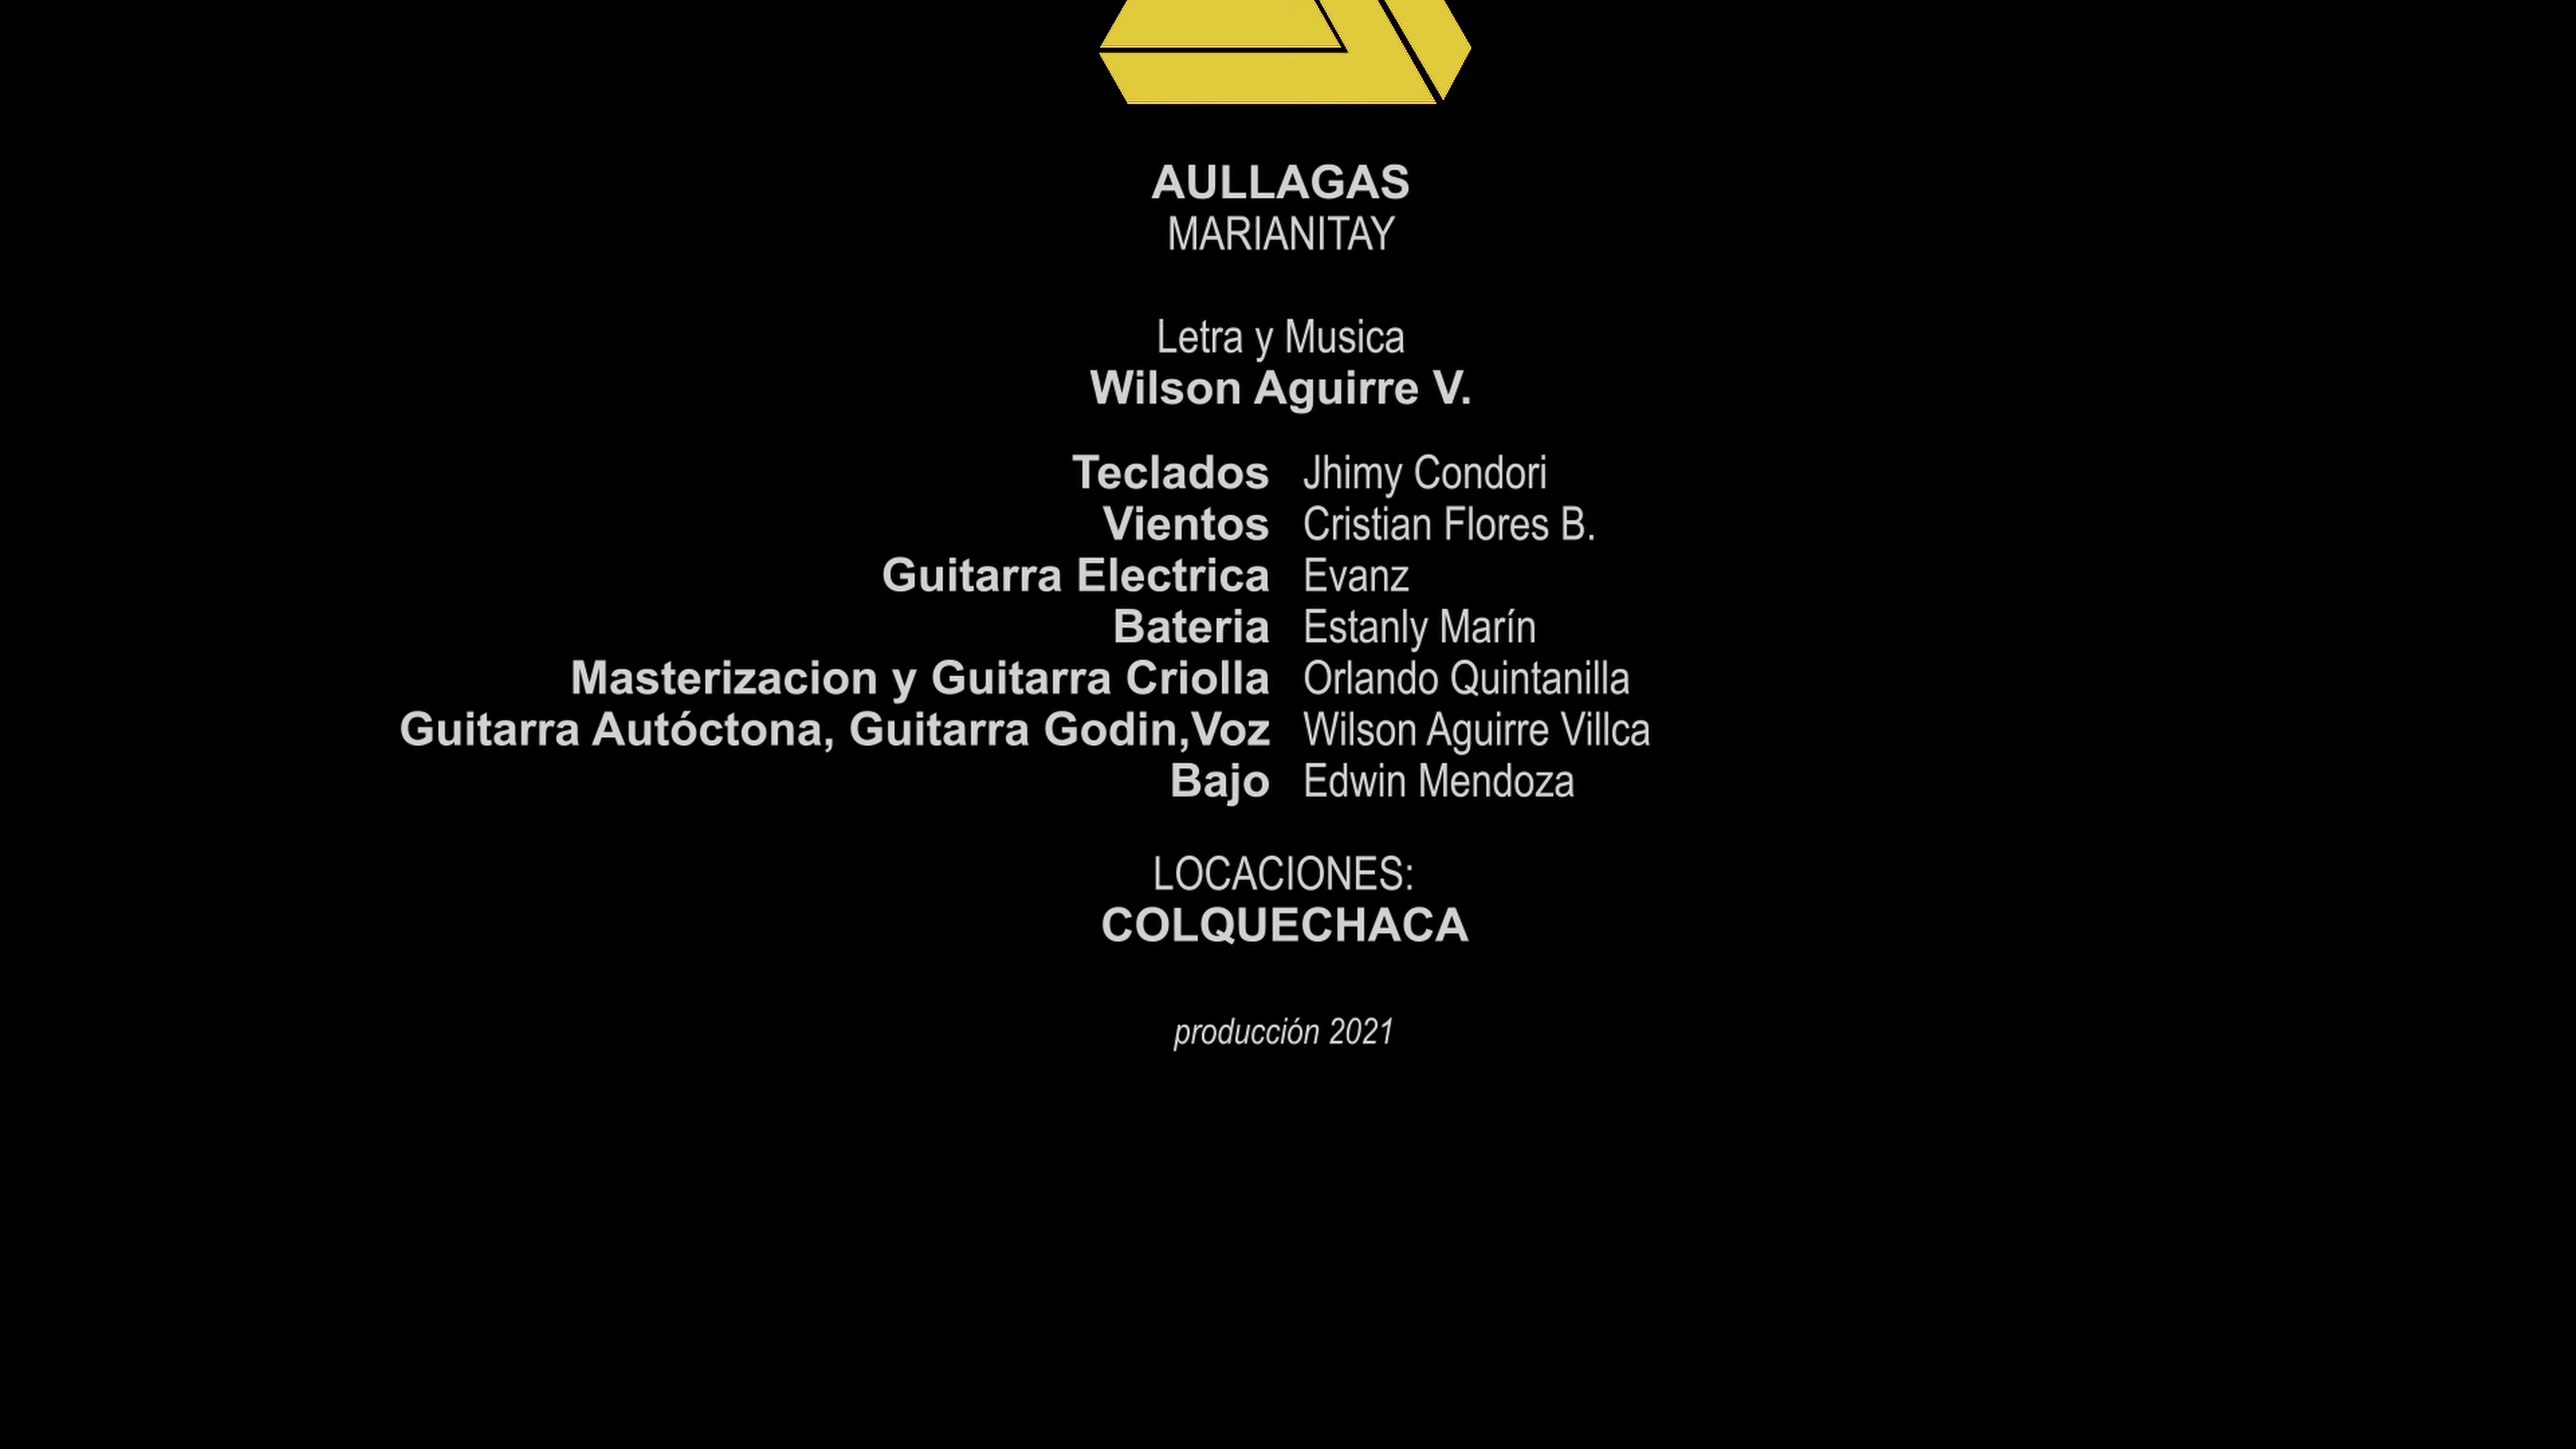 AULLAGAS
MARIANITAY
Letra y Musica
Wilson Aguirre V.
Teclados Jhimy Condori
Vientos Cristian Flores B.
Guitarra Electrica Evanz
Bateria Estanly Marín
Masterizacion y Guitarra Criolla Orlando Quintanilla
Guitarra Autóctona, Guitarra Godin,Voz Wilson Aguirre Villca
Bajo Edwin Mendoza
LOCACIONES:
COLQUECHACA
producción 2021